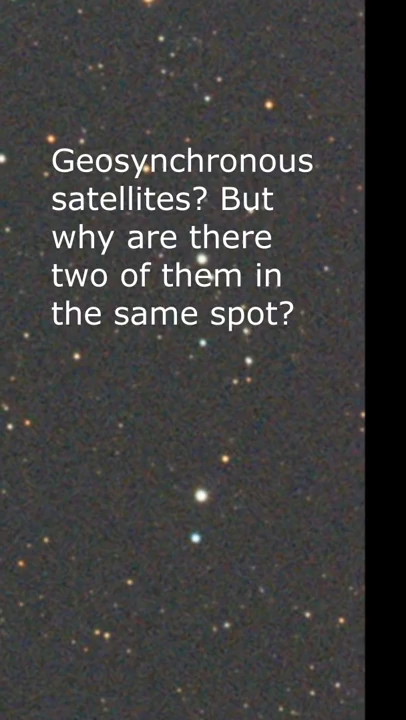 Geosynchronous
satellites? But
why are there
two of them in
the same spot?